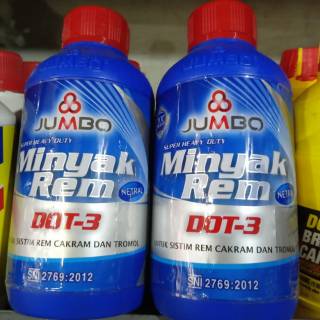 JUMBO
SUPER HEAVY DUTY
Minyak
Rem
NETRAL
DOT-3
UNTUK SISTIM REM CAKRAM DAN TROMOL
SNI 2769:2012
JUMBO
SUPER HEAVY DUTY
Minyak
Rem
NETRAL
DOT-3
UNTUK SISTIM REM CAKRAM DAN TROMOL
SNI 2769:2012